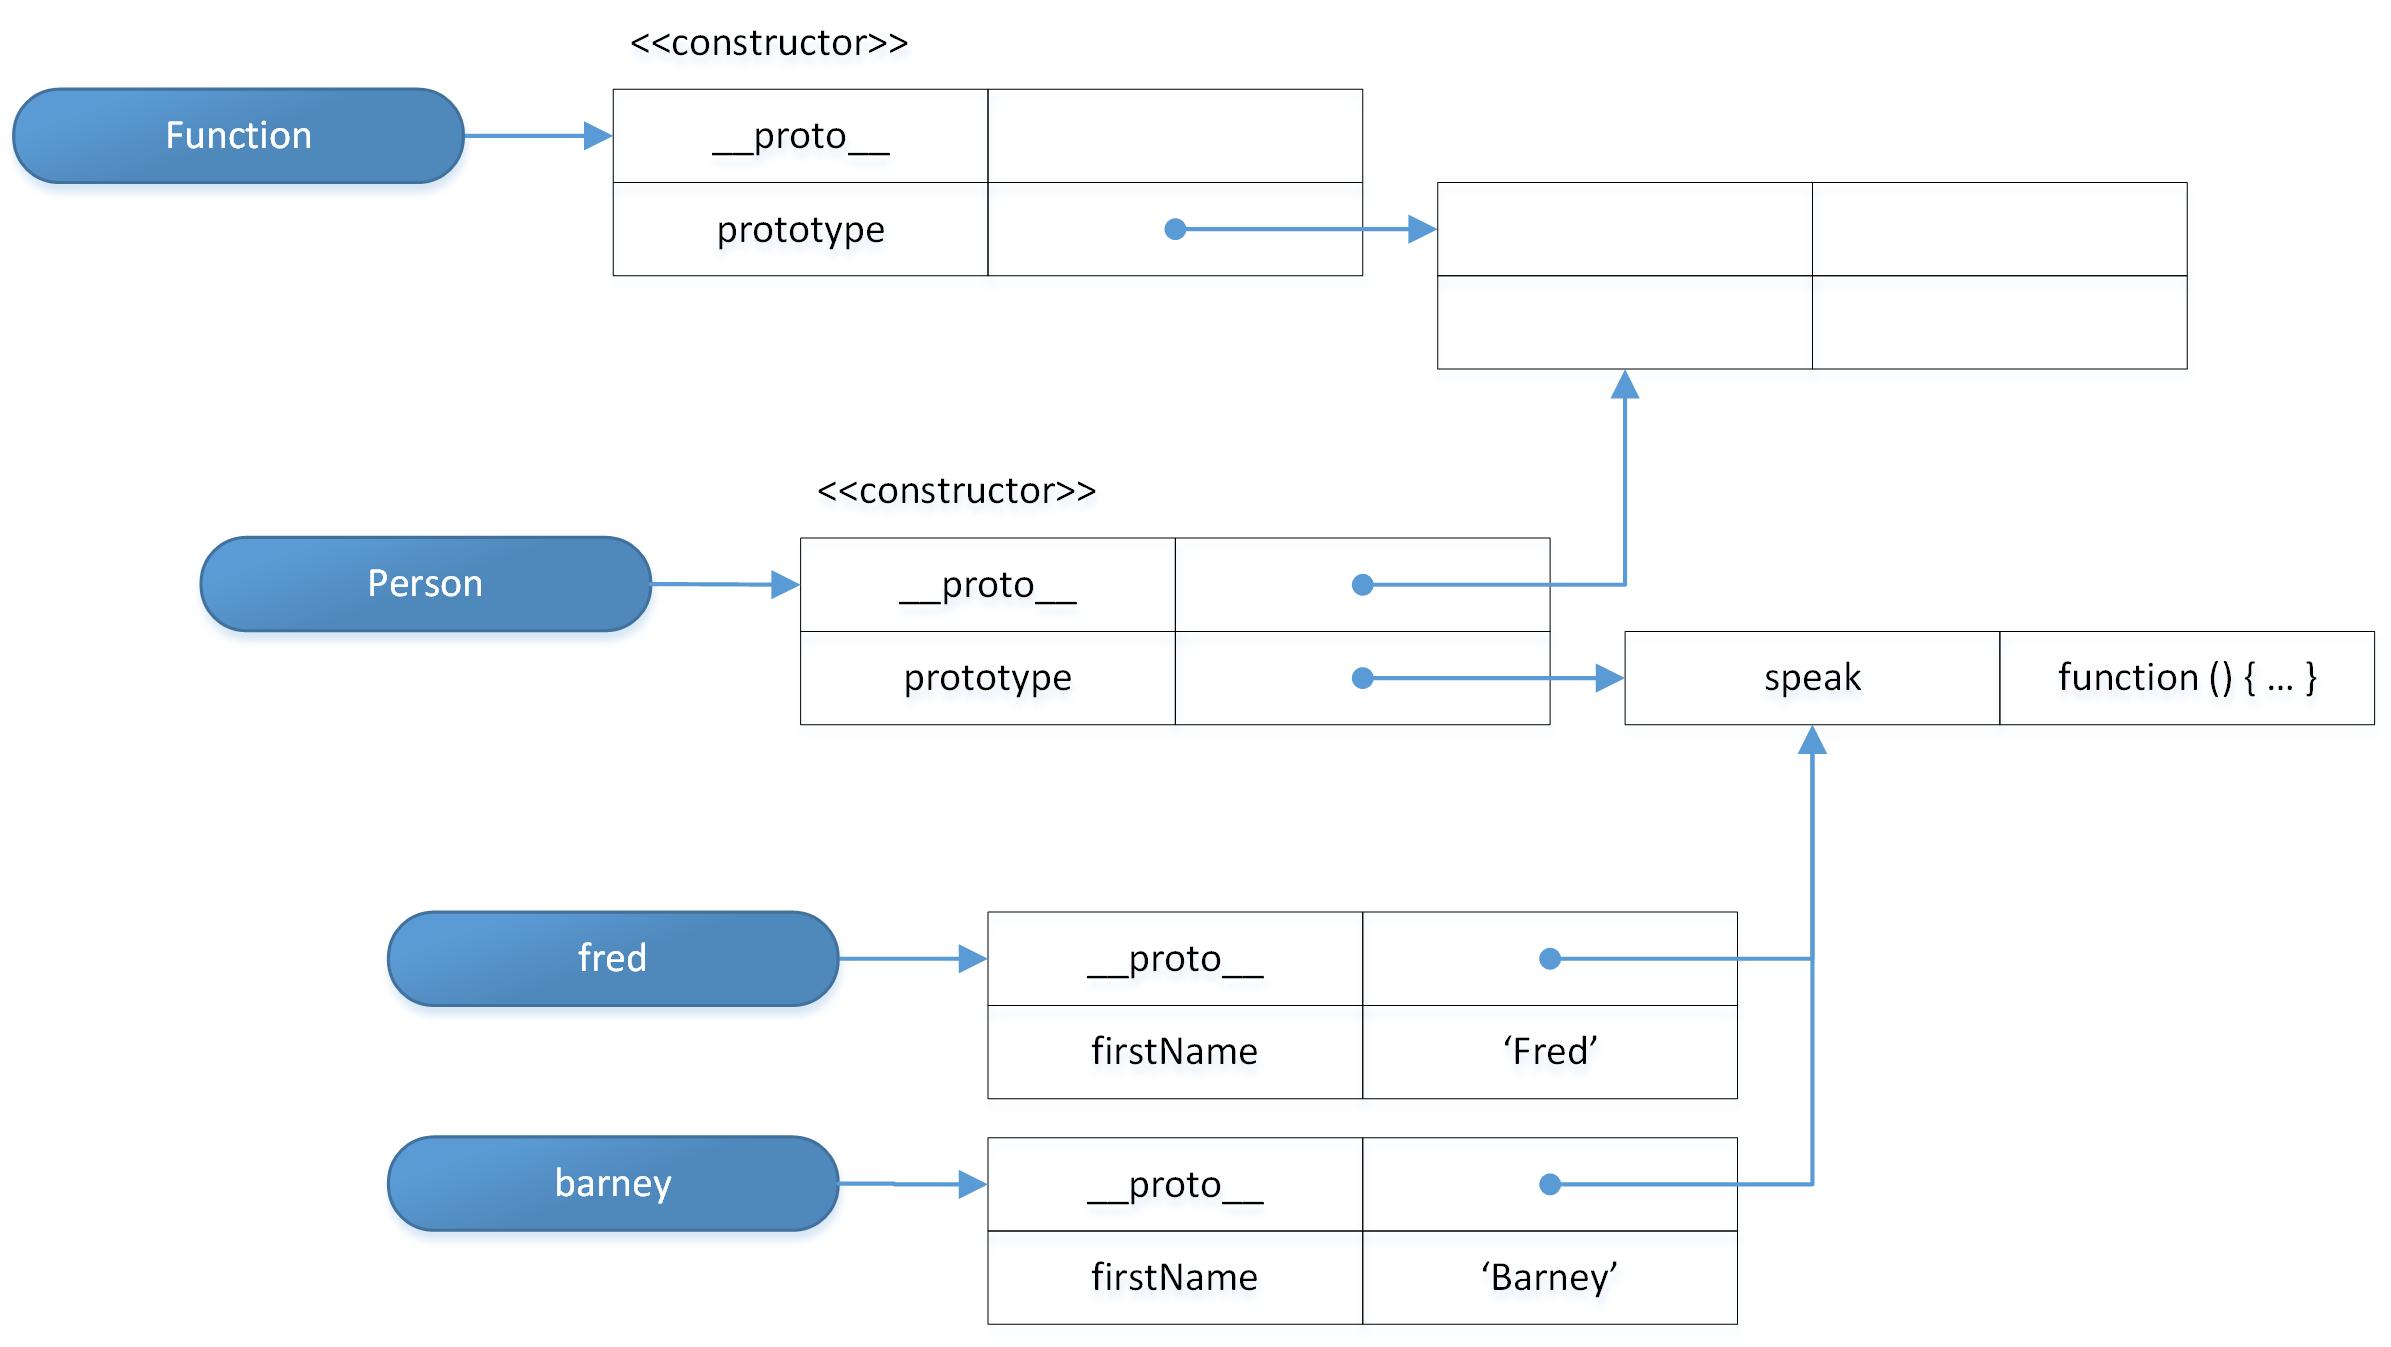 <<constructor>>
Function
__proto__
prototype
<<constructor>>
Person
__proto__
prototype
speak
function () { ... }
fred
__proto__
firstName
‘Fred’
barney
__proto__
firstName
‘Barney’